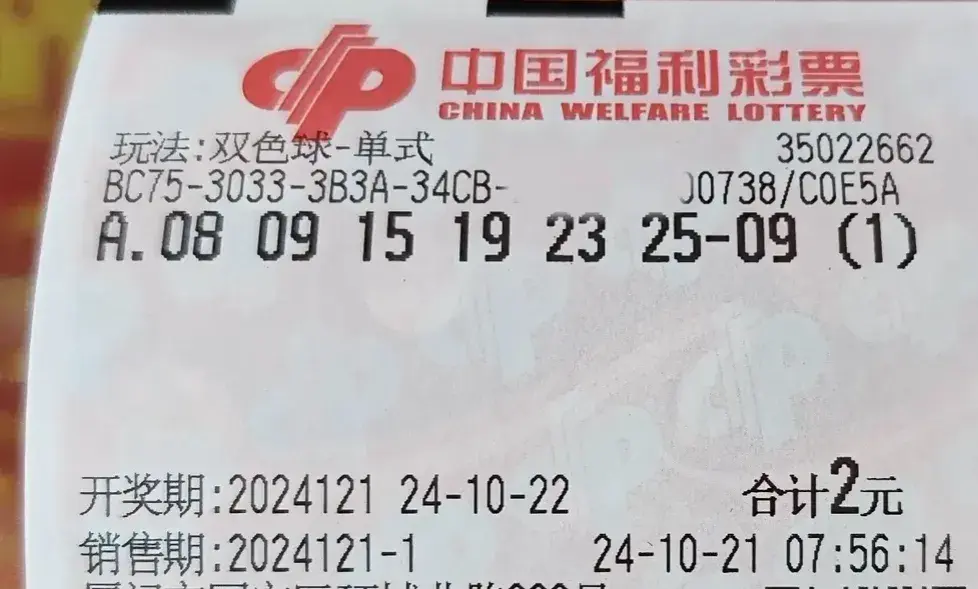 中国福利彩票
CHINA WELFARE LOTTERY
玩法:双色球-单式 35022662
BC75-3033-3B3A-34CB- 00738/C0E5A
A. 08 09 15 19 23 25-09 (1)
开奖期:2024121 24-10-22 合计2元
销售期:2024121-1 24-10-21 07:56:14